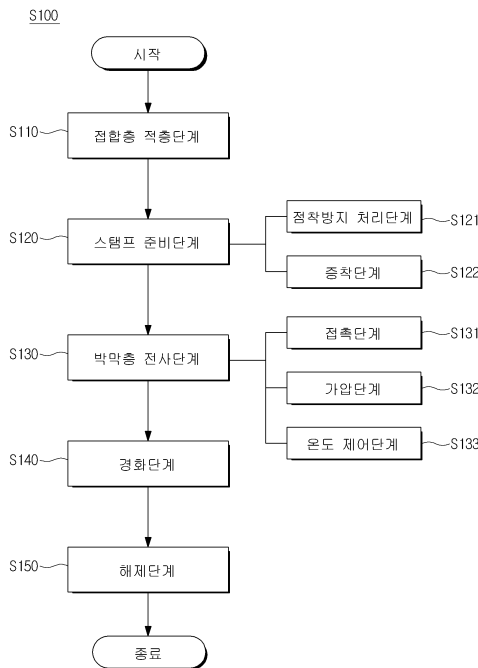 S100
시작
S110
접합층 적층단계
S120
스탬프 준비단계
점착방지 처리단계
S121
증착단계
S122
S130
박막층 전사단계
접촉단계
S131
가압단계
S132
온도 제어단계
S133
S140
경화단계
S150
해제단계
종료